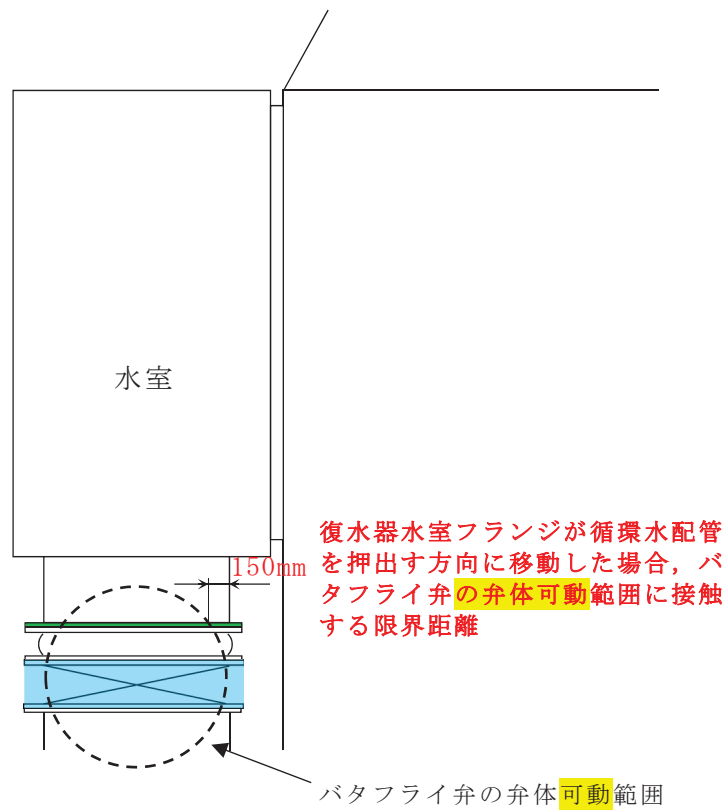 水室
150mm
復水器水室フランジが循環水配管
を押出す方向に移動した場合，バ
タフライ弁の弁体可動範囲に接触
する限界距離
バタフライ弁の弁体可動範囲